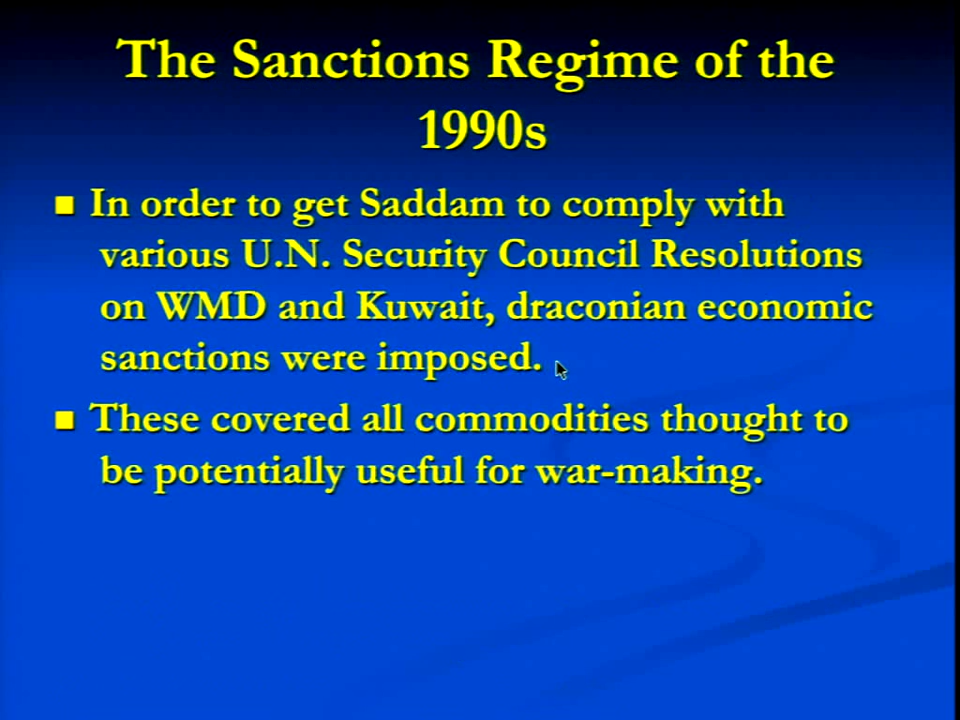 The Sanctions Regime of the
1990s
In order to get Saddam to comply with
various U.N. Security Council Resolutions
on WMD and Kuwait, draconian economic
sanctions were imposed.
These covered all commodities thought to
be potentially useful for war-making.